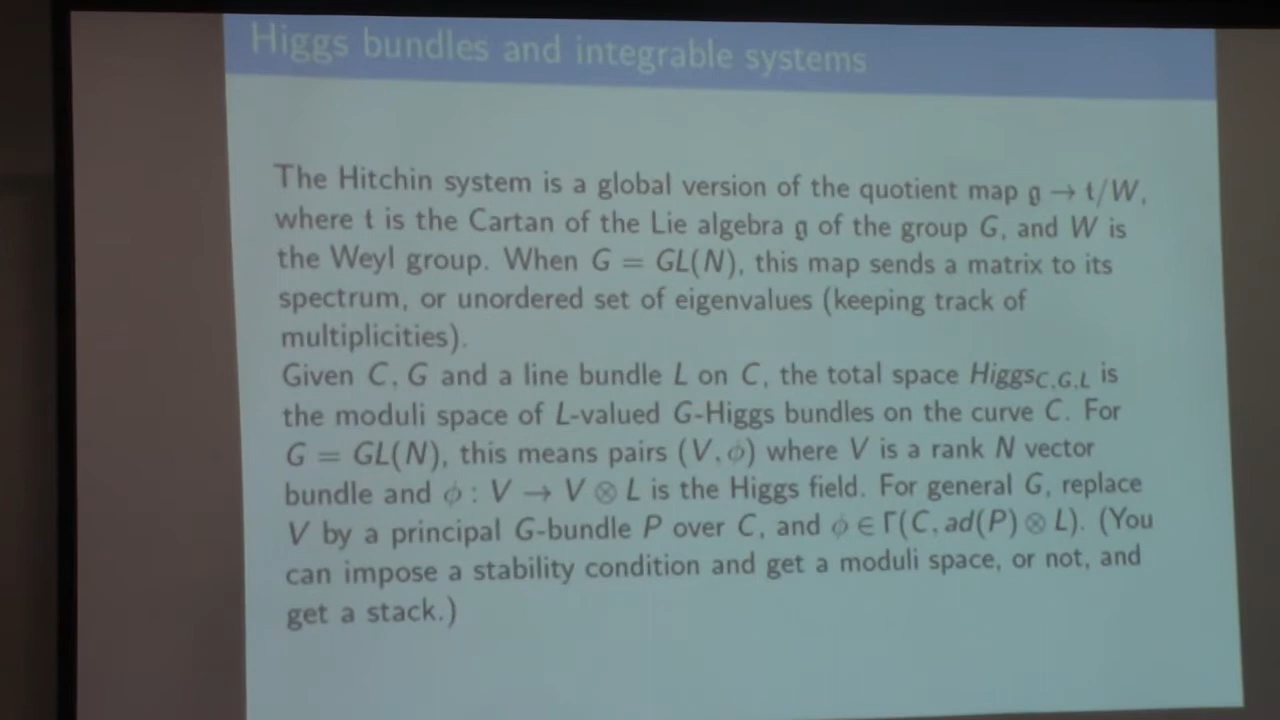 Higgs bundles and integrable systems
The Hitchin system is a global version of the quotient map 𝔤 → 𝔱/W,
where 𝔱 is the Cartan of the Lie algebra 𝔤 of the group G, and W is
the Weyl group. When G = GL(N), this map sends a matrix to its
spectrum, or unordered set of eigenvalues (keeping track of
multiplicities).
Given C, G and a line bundle L on C, the total space Higgs_{C,G,L} is
the moduli space of L-valued G-Higgs bundles on the curve C. For
G = GL(N), this means pairs (V, ϕ) where V is a rank N vector
bundle and ϕ : V → V ⊗ L is the Higgs field. For general G, replace
V by a principal G-bundle P over C, and ϕ ∈ Γ(C, ad(P) ⊗ L). (You
can impose a stability condition and get a moduli space, or not, and
get a stack.)